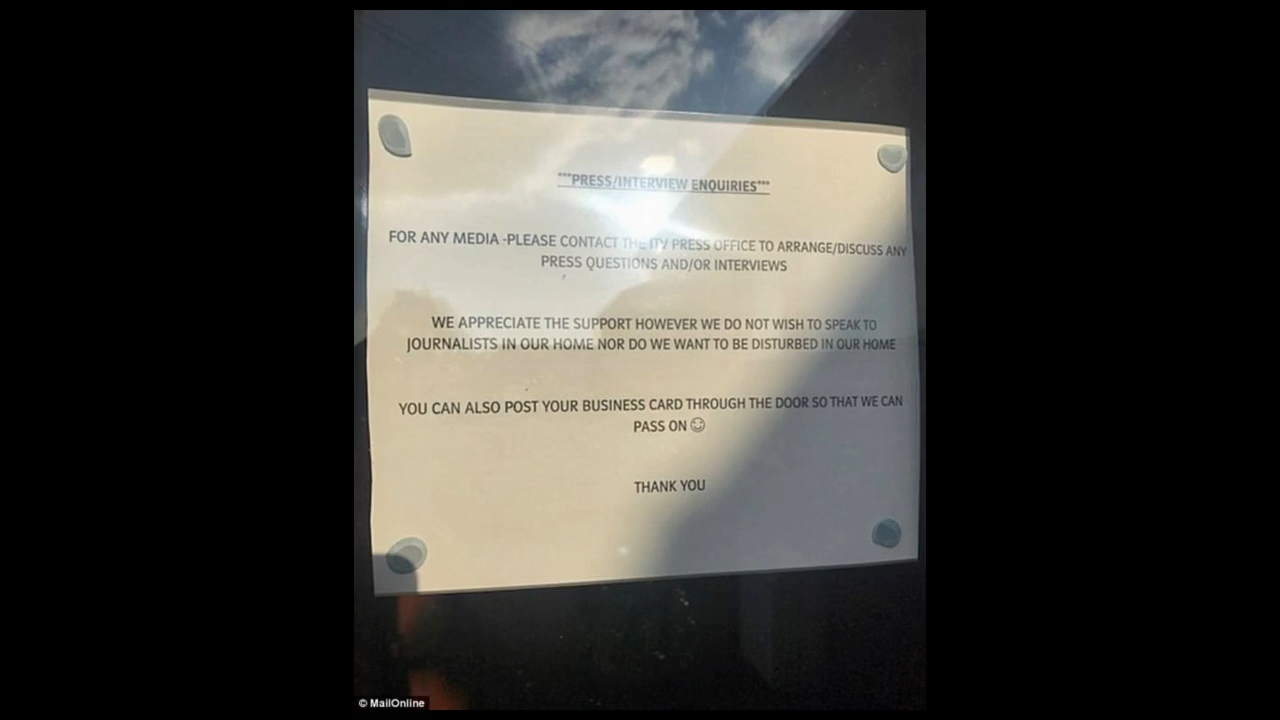 ***PRESS/INTERVIEW ENQUIRIES***
FOR ANY MEDIA -PLEASE CONTACT THE ITV PRESS OFFICE TO ARRANGE/DISCUSS ANY
PRESS QUESTIONS AND/OR INTERVIEWS
WE APPRECIATE THE SUPPORT HOWEVER WE DO NOT WISH TO SPEAK TO
JOURNALISTS IN OUR HOME NOR DO WE WANT TO BE DISTURBED IN OUR HOME
YOU CAN ALSO POST YOUR BUSINESS CARD THROUGH THE DOOR SO THAT WE CAN
PASS ON ☺
THANK YOU
© MailOnline